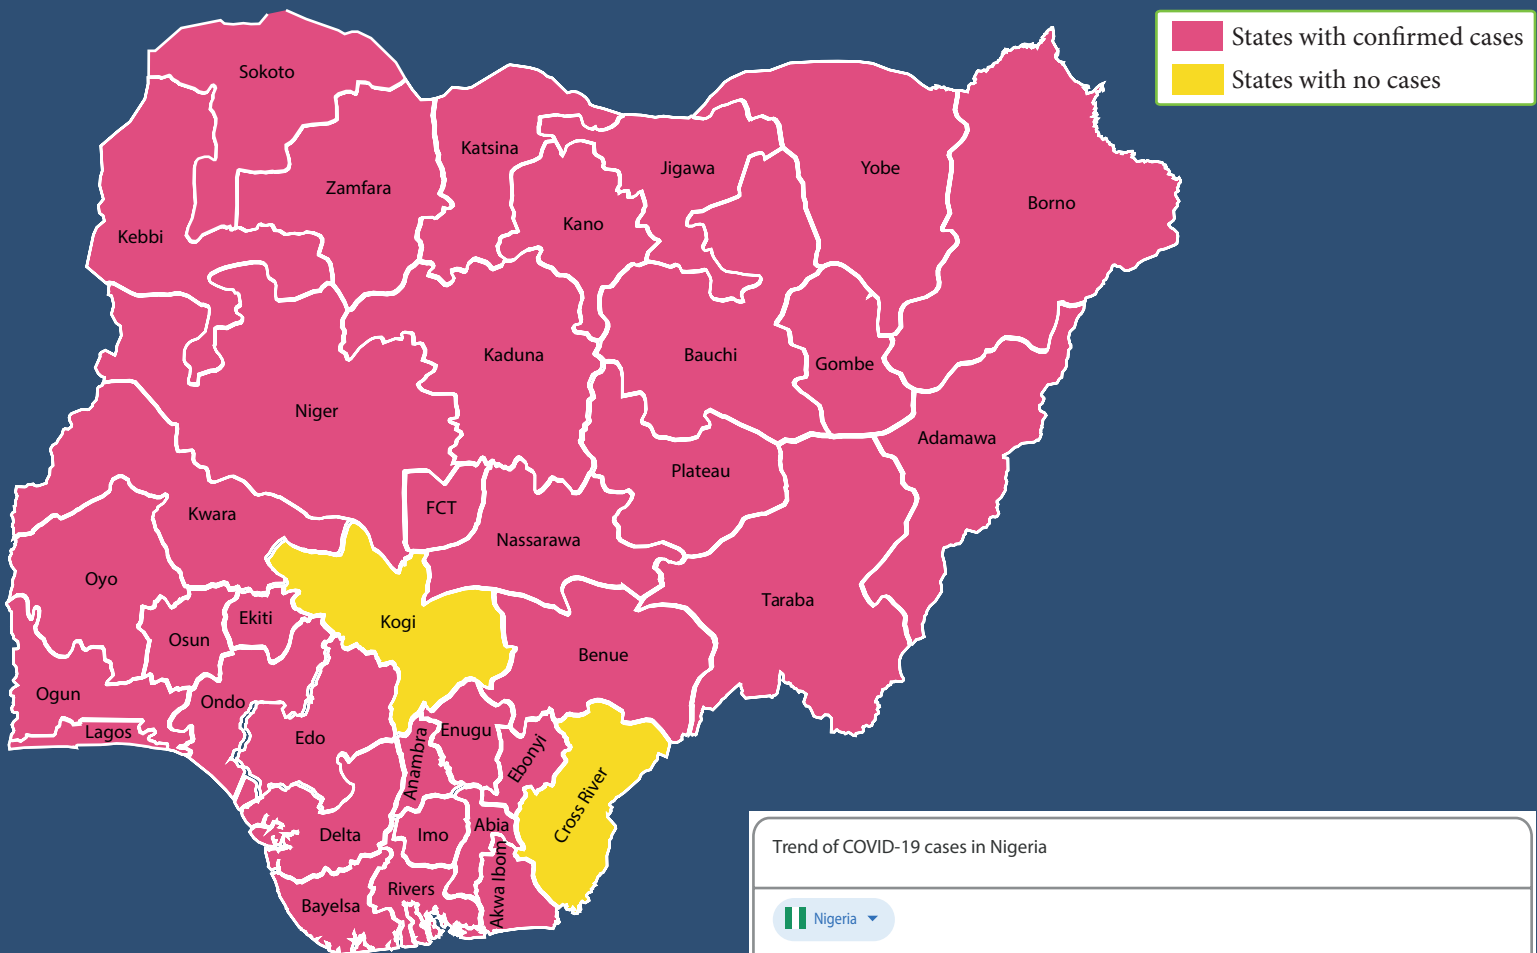 States with confirmed cases
States with no cases
Sokoto
Katsina
Zamfara
Jigawa
Yobe
Borno
Kano
Kebbi
Kaduna
Bauchi
Gombe
Niger
Adamawa
Plateau
FCT
Kwara
Nassarawa
Oyo
Taraba
Ekiti
Kogi
Osun
Benue
Ogun
Ondo
Lagos
Edo
Enugu
Anambra
Ebonyi
Cross River
Delta
Imo
Abia
Akwa Ibom
Rivers
Bayelsa
Trend of COVID-19 cases in Nigeria
Nigeria